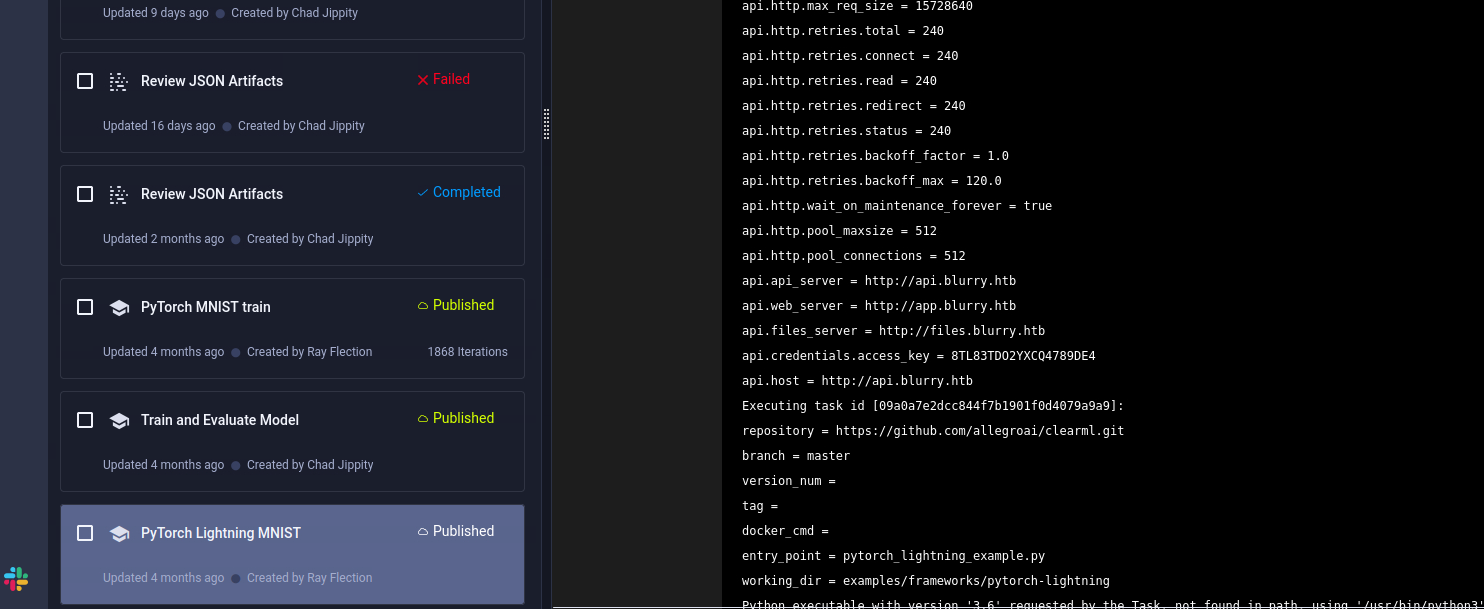 Updated 9 days ago Created by Chad Jippity
Review JSON Artifacts Failed
Updated 16 days ago Created by Chad Jippity
Review JSON Artifacts Completed
Updated 2 months ago Created by Chad Jippity
PyTorch MNIST train Published
Updated 4 months ago Created by Ray Flection 1868 Iterations
Train and Evaluate Model Published
Updated 4 months ago Created by Chad Jippity
PyTorch Lightning MNIST Published
Updated 4 months ago Created by Ray Flection
api.http.max_req_size = 15728640
api.http.retries.total = 240
api.http.retries.connect = 240
api.http.retries.read = 240
api.http.retries.redirect = 240
api.http.retries.status = 240
api.http.retries.backoff_factor = 1.0
api.http.retries.backoff_max = 120.0
api.http.wait_on_maintenance_forever = true
api.http.pool_maxsize = 512
api.http.pool_connections = 512
api.api_server = http://api.blurry.htb
api.web_server = http://app.blurry.htb
api.files_server = http://files.blurry.htb
api.credentials.access_key = 8TL83TDO2YXCQ4789DE4
api.host = http://api.blurry.htb
Executing task id [09a0a7e2dcc844f7b1901f0d4079a9a9]:
repository = https://github.com/allegroai/clearml.git
branch = master
version_num =
tag =
docker_cmd =
entry_point = pytorch_lightning_example.py
working_dir = examples/frameworks/pytorch-lightning
Python executable with version '3.6' requested by the Task, not found in path, using '/usr/bin/python3'